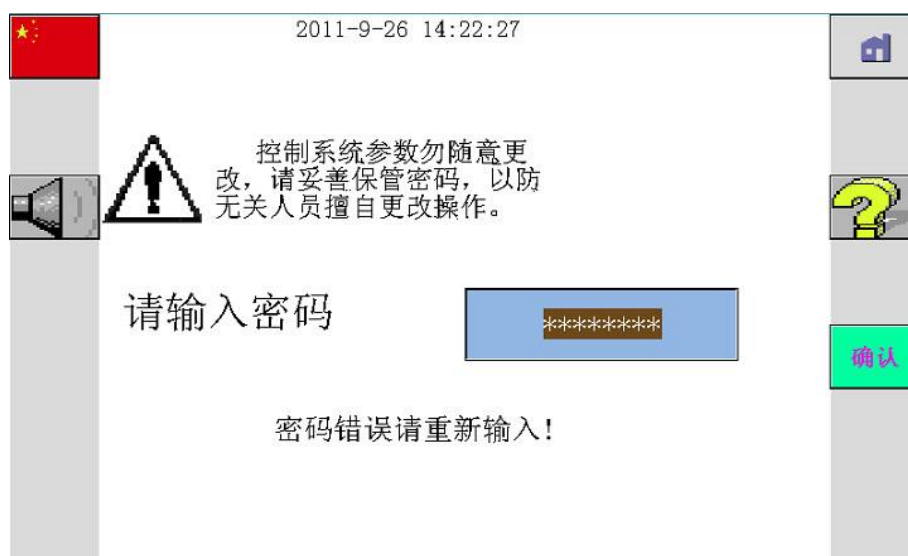 2011-9-26 14:22:27
控制系统参数勿随意更
改，请妥善保管密码，以防
无关人员擅自更改操作。
请输入密码
********
确认
密码错误请重新输入!